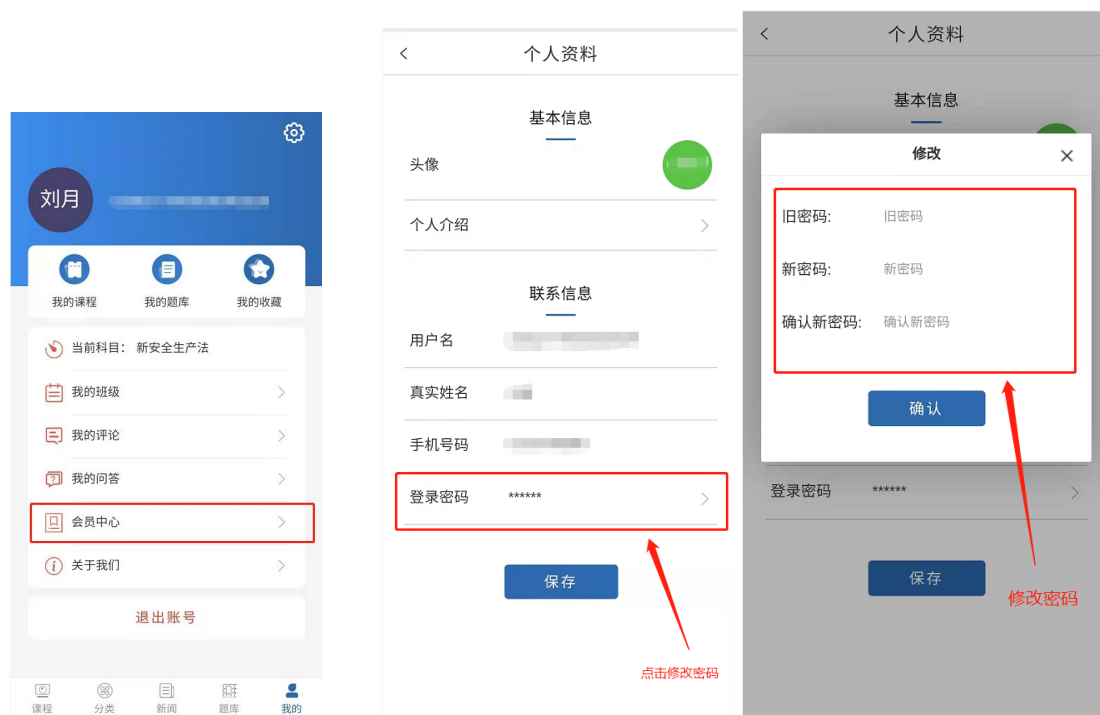 刘月
我的课程
我的题库
我的收藏
当前科目： 新安全生产法
我的班级
我的评论
我的问答
会员中心
关于我们
退出账号
课程
分类
新闻
题库
我的
个人资料
基本信息
头像
个人介绍
联系信息
用户名
真实姓名
手机号码
登录密码 ******
保存
点击修改密码
个人资料
基本信息
修改
旧密码: 旧密码
新密码: 新密码
确认新密码: 确认新密码
确认
登录密码 ******
保存
修改密码